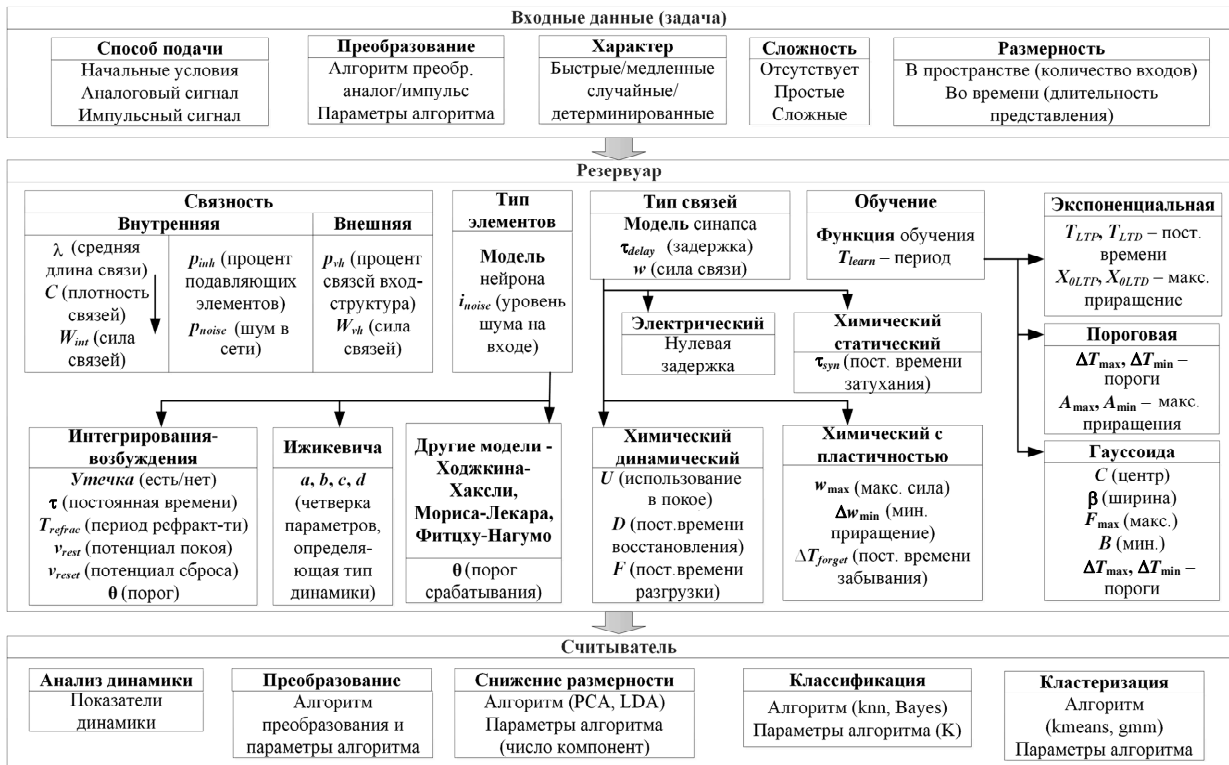 Входные данные (задача)
Способ подачи
Начальные условия
Аналоговый сигнал
Импульсный сигнал
Преобразование
Алгоритм преобр.
аналог/импульс
Параметры алгоритма
Характер
Быстрые/медленные
случайные/
детерминированные
Сложность
Отсутствует
Простые
Сложные
Размерность
В пространстве (количество входов)
Во времени (длительность
представления)
Резервуар
Связность
Внутренняя
λ (средняя
длина связи)
C (плотность
связей)
W_int (сила
связей)
p_inh (процент
подавляющих
элементов)
p_noise (шум в
сети)
Внешняя
p_vh (процент
связей вход-
структура)
W_vh (сила
связей)
Тип
элементов
Модель
нейрона
i_noise (уровень
шума на
входе)
Тип связей
Модель синапса
τ_delay (задержка)
w (сила связи)
Обучение
Функция обучения
T_learn – период
Экспоненциальная
T_LTP, T_LTD – пост.
времени
X_0LTP, X_0LTD – макс.
приращение
Электрический
Нулевая
задержка
Химический
статический
τ_syn (пост. времени
затухания)
Пороговая
ΔT_max, ΔT_min –
пороги
A_max, A_min – макс.
приращения
Интегрирования-
возбуждения
Утечка (есть/нет)
τ (постоянная времени)
T_refrac (период рефракт-ти)
v_rest (потенциал покоя)
v_reset (потенциал сброса)
θ (порог)
Ижикевича
a, b, c, d
(четверка
параметров,
определя-
ющая тип
динамики)
Другие модели -
Ходжкина-
Хаксли,
Мориса-Лекара,
Фитцху-Нагумо
θ (порог
срабатывания)
Химический
динамический
U (использование
в покое)
D (пост.времени
восстановления)
F (пост.времени
разгрузки)
Химический с
пластичностью
w_max (макс. сила)
Δw_min (мин.
приращение)
ΔT_forget (пост. времени
забывания)
Гауссоида
C (центр)
β (ширина)
F_max (макс.)
B (мин.)
ΔT_max, ΔT_min –
пороги
Считыватель
Анализ динамики
Показатели
динамики
Преобразование
Алгоритм
преобразования и
параметры алгоритма
Снижение размерности
Алгоритм (PCA, LDA)
Параметры алгоритма
(число компонент)
Классификация
Алгоритм (knn, Bayes)
Параметры алгоритма (K)
Кластеризация
Алгоритм
(kmeans, gmm)
Параметры алгоритма